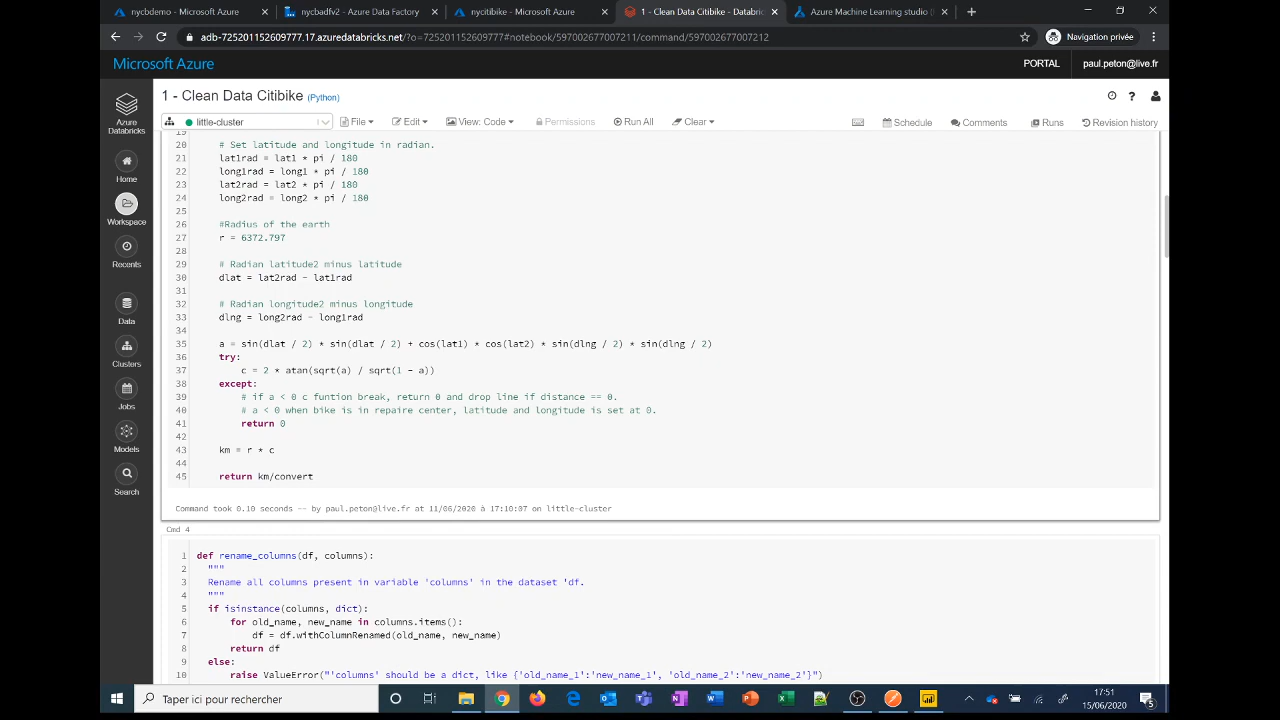 nycbdemo - Microsoft Azure
nycbadfv2 - Azure Data Factory
nycitibike - Microsoft Azure
1 - Clean Data Citibike - Databri
Azure Machine Learning studio (
adb-725201152609777.17.azuredatabricks.net/?o=725201152609777#notebook/597002677007211/command/597002677007212
Navigation privée
Microsoft Azure
PORTAL
paul.peton@live.fr
Azure Databricks
Home
Workspace
Recents
Data
Clusters
Jobs
Models
Search
1 - Clean Data Citibike (Python)
little-cluster
File
Edit
View: Code
Permissions
Run All
Clear
Schedule
Comments
Runs
Revision history
19
20 # Set latitude and longitude in radian.
21 lat1rad = lat1 * pi / 180
22 long1rad = long1 * pi / 180
23 lat2rad = lat2 * pi / 180
24 long2rad = long2 * pi / 180
25
26 #Radius of the earth
27 r = 6372.797
28
29 # Radian latitude2 minus latitude
30 dlat = lat2rad - lat1rad
31
32 # Radian longitude2 minus longitude
33 dlng = long2rad - long1rad
34
35 a = sin(dlat / 2) * sin(dlat / 2) + cos(lat1) * cos(lat2) * sin(dlng / 2) * sin(dlng / 2)
36 try:
37 c = 2 * atan(sqrt(a) / sqrt(1 - a))
38 except:
39 # if a < 0 c funtion break, return 0 and drop line if distance == 0.
40 # a < 0 when bike is in repaire center, latitude and longitude is set at 0.
41 return 0
42
43 km = r * c
44
45 return km/convert
Command took 0.10 seconds -- by paul.peton@live.fr at 11/06/2020 à 17:10:07 on little-cluster
Cmd 4
1 def rename_columns(df, columns):
2 """
3 Rename all columns present in variable 'columns' in the dataset 'df.
4 """
5 if isinstance(columns, dict):
6 for old_name, new_name in columns.items():
7 df = df.withColumnRenamed(old_name, new_name)
8 return df
9 else:
10 raise ValueError("'columns' should be a dict, like {'old_name_1':'new_name_1', 'old_name_2':'new_name_2'}")
Taper ici pour rechercher
17:51
15/06/2020
5